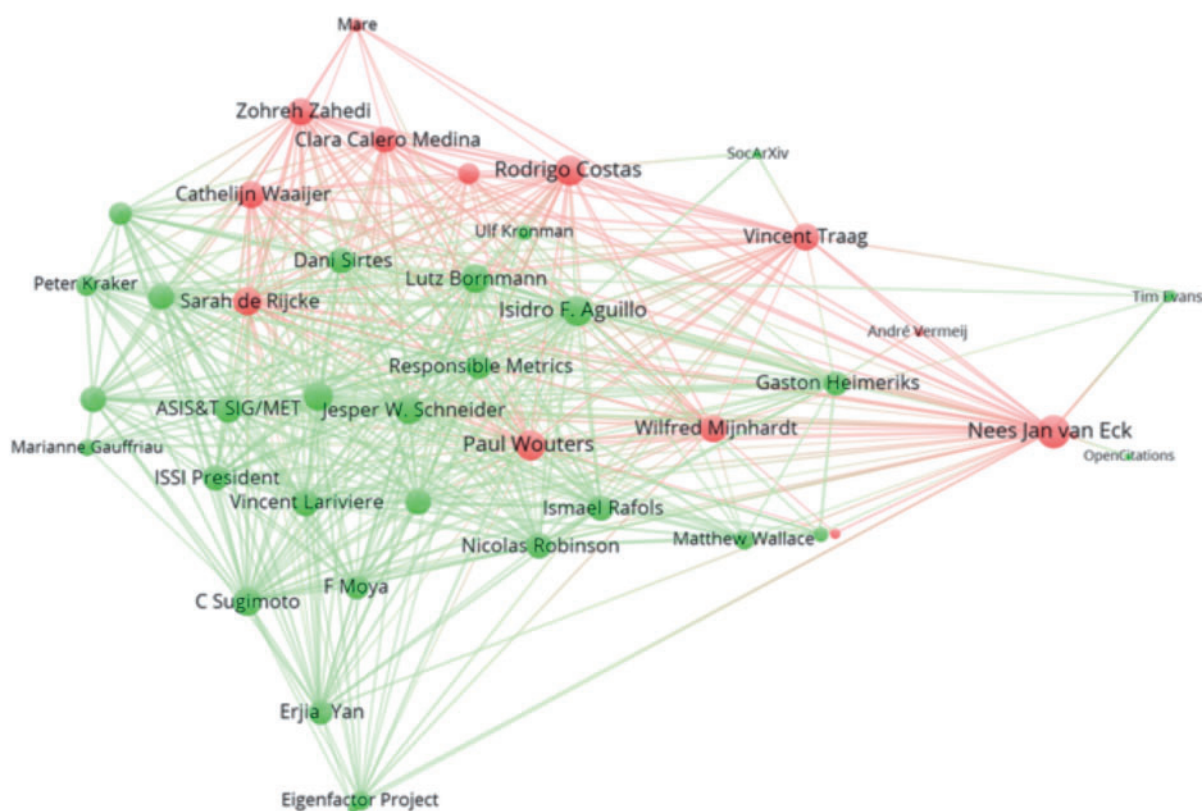 Mare
Zohreh Zahedi
Clara Calero Medina
SocArXiv
Rodrigo Costas
Cathelijn Waaijer
Ulf Kronman
Vincent Traag
Dani Sirtes
Lutz Bornmann
Peter Kraker
Sarah de Rijcke
Isidro F. Aguillo
Tim Evans
André Vermeij
Responsible Metrics
Gaston Heimeriks
ASIS&T SIG/MET
Jesper W. Schneider
Wilfred Mijnhardt
Nees Jan van Eck
Marianne Gauffriau
Paul Wouters
OpenCitations
ISSI President
Vincent Lariviere
Ismael Rafols
Nicolas Robinson
Matthew Wallace
F Moya
C Sugimoto
Erjia Yan
Eigenfactor Project